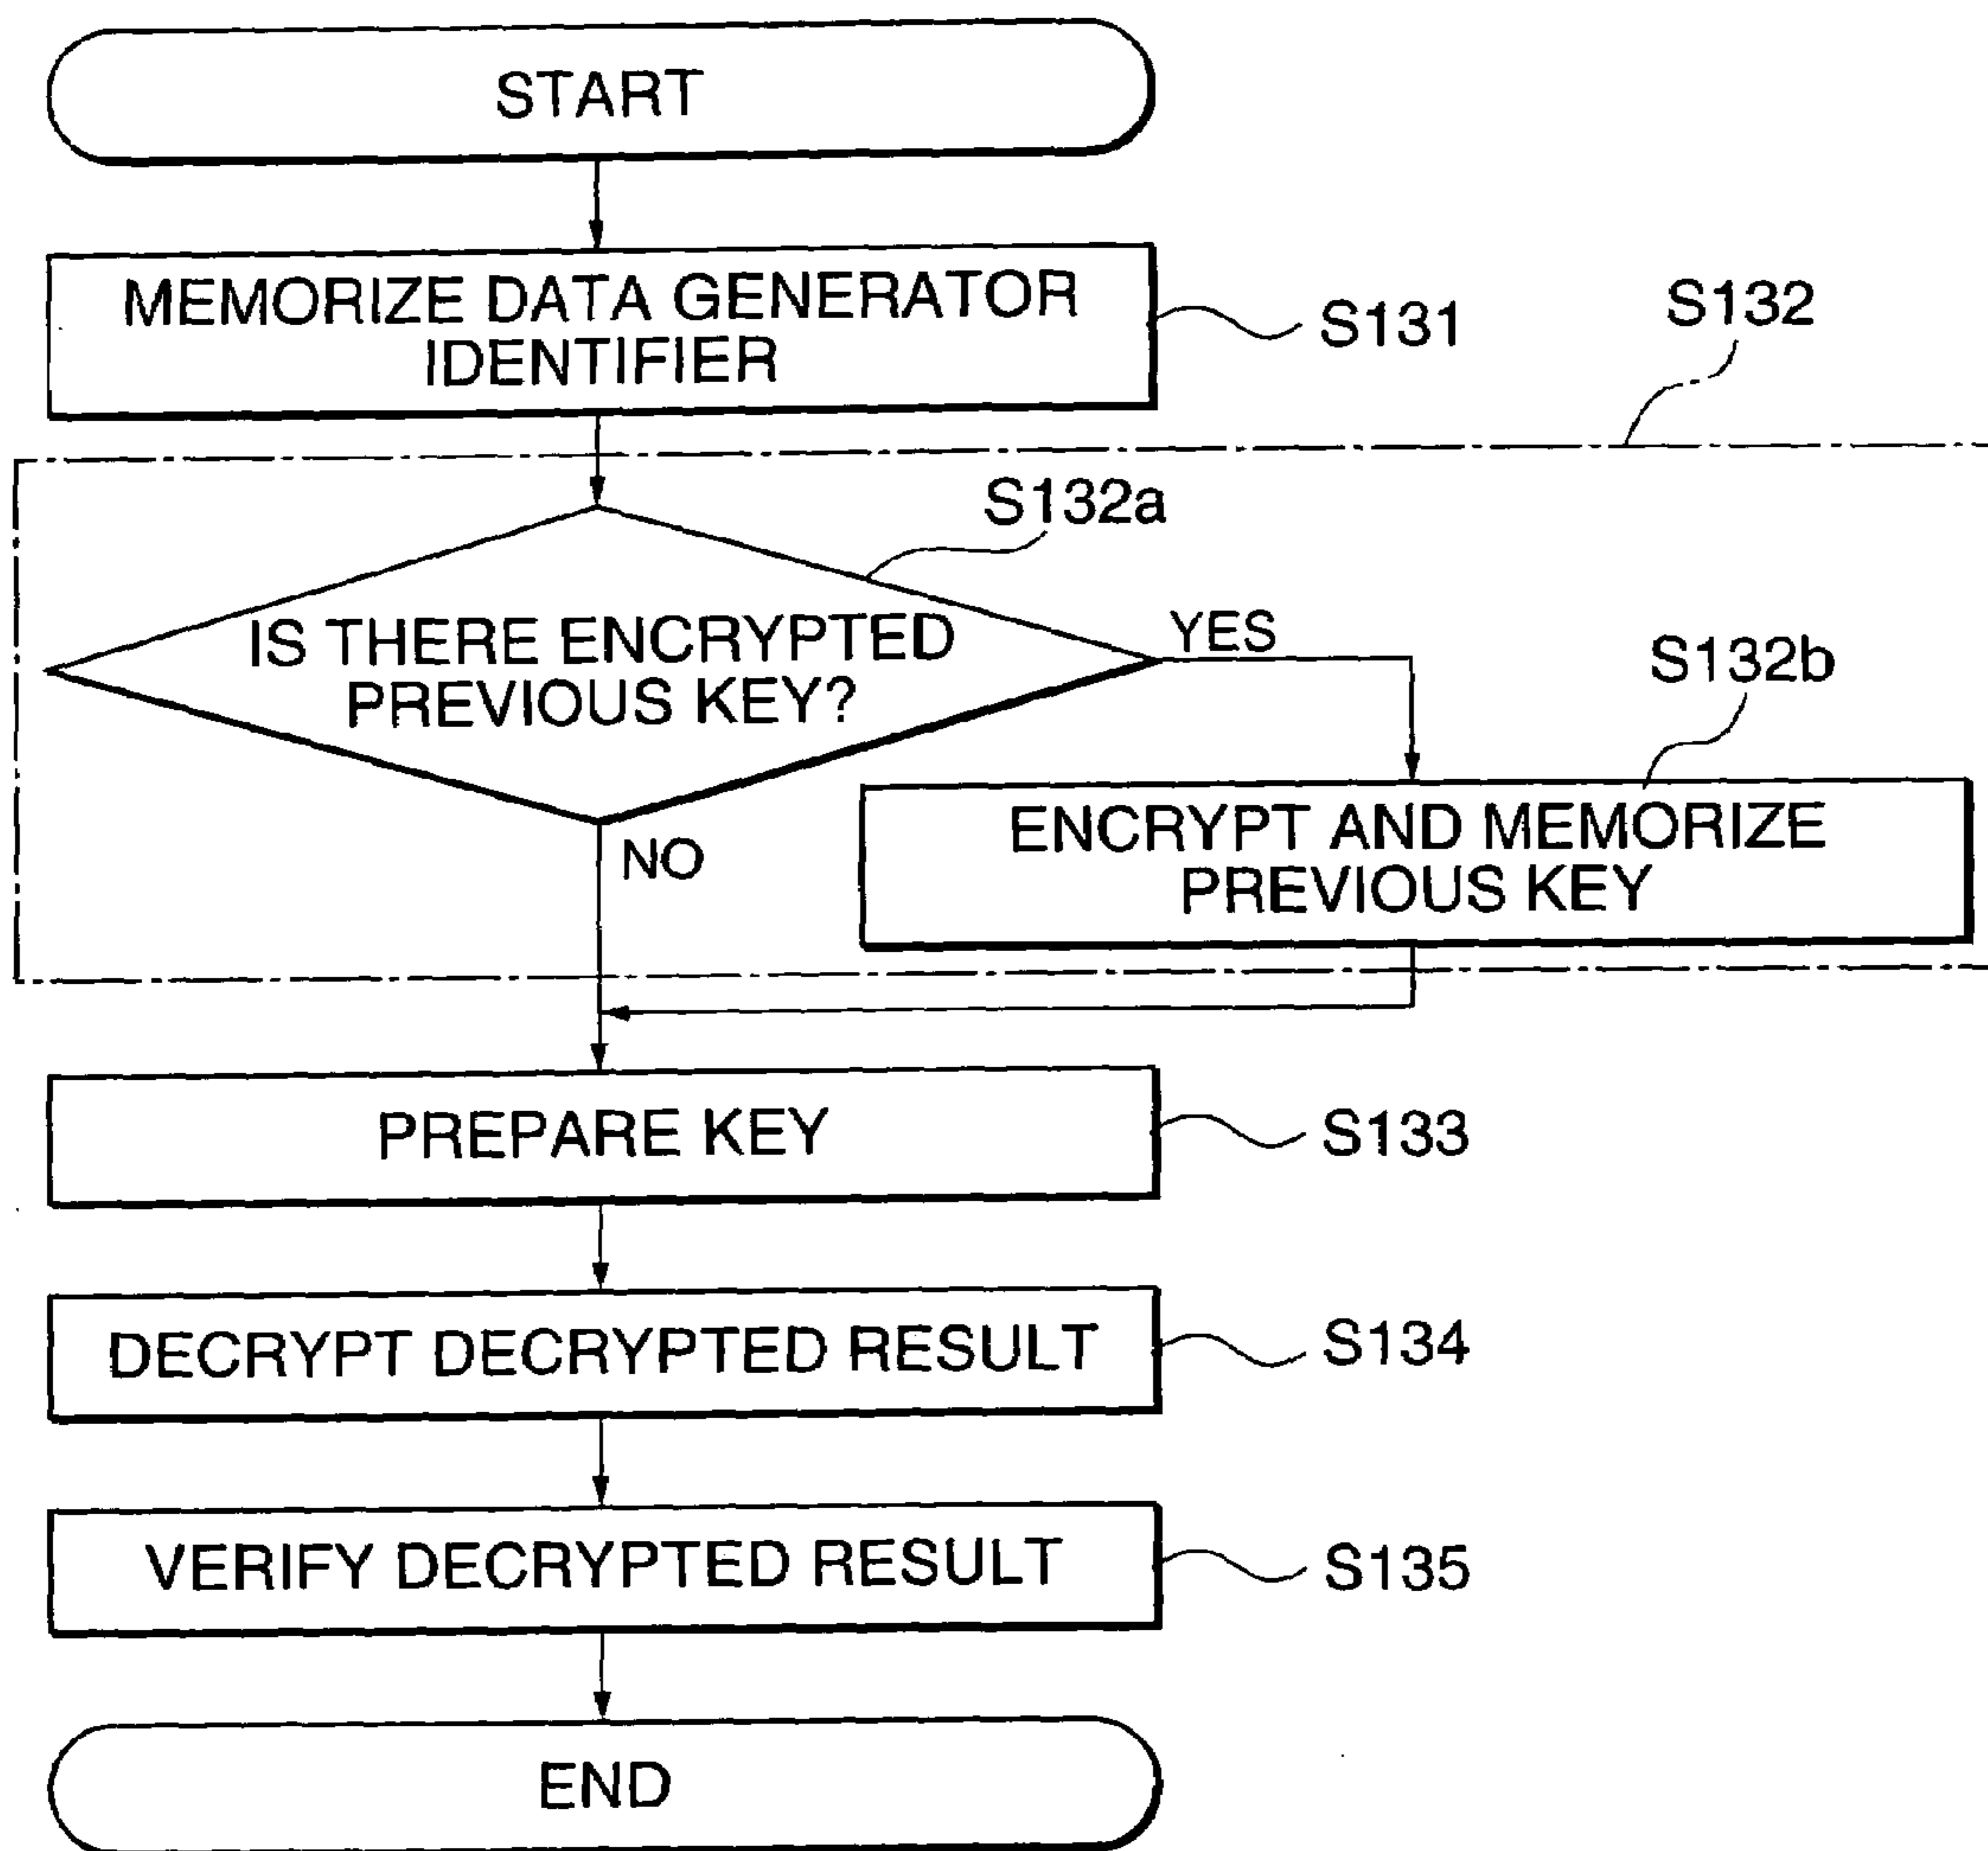 START
MEMORIZE DATA GENERATOR
IDENTIFIER
S131
S132
S132a
IS THERE ENCRYPTED
PREVIOUS KEY?
YES
S132b
NO
ENCRYPT AND MEMORIZE
PREVIOUS KEY
PREPARE KEY
S133
DECRYPT DECRYPTED RESULT
S134
VERIFY DECRYPTED RESULT
S135
END